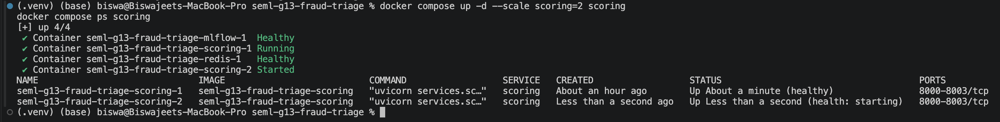 (.venv) (base) biswa@Biswajeets-MacBook-Pro seml-g13-fraud-triage % docker compose up -d --scale scoring=2 scoring
docker compose ps scoring
[+] up 4/4
✔ Container seml-g13-fraud-triage-mlflow-1 Healthy
✔ Container seml-g13-fraud-triage-scoring-1 Running
✔ Container seml-g13-fraud-triage-redis-1 Healthy
✔ Container seml-g13-fraud-triage-scoring-2 Started
NAME IMAGE COMMAND SERVICE CREATED STATUS PORTS
seml-g13-fraud-triage-scoring-1 seml-g13-fraud-triage-scoring "uvicorn services.sc…" scoring About an hour ago Up About a minute (healthy) 8000-8003/tcp
seml-g13-fraud-triage-scoring-2 seml-g13-fraud-triage-scoring "uvicorn services.sc…" scoring Less than a second ago Up Less than a second (health: starting) 8000-8003/tcp
(.venv) (base) biswa@Biswajeets-MacBook-Pro seml-g13-fraud-triage %